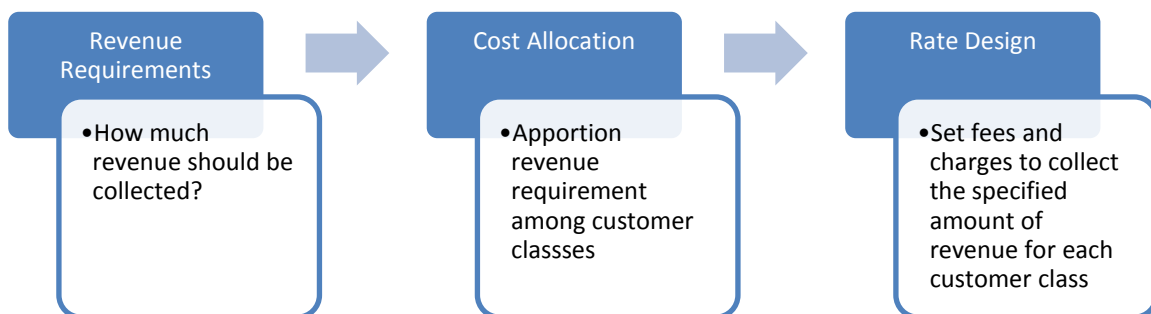 Revenue
Requirements
•How much
revenue should be
collected?
Cost Allocation
•Apportion
revenue
requirement
among customer
classses
Rate Design
•Set fees and
charges to collect
the specified
amount of
revenue for each
customer class